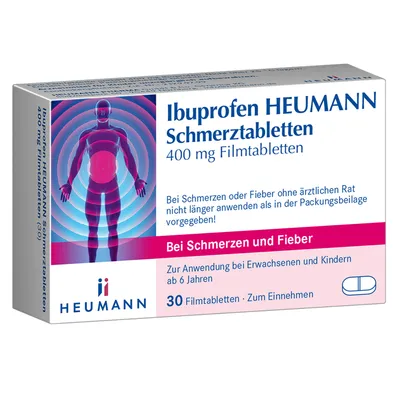 Ibuprofen HEUMANN
Schmerztabletten
400 mg Filmtabletten
Bei Schmerzen oder Fieber ohne ärztlichen Rat
nicht länger anwenden als in der Packungsbeilage
vorgegeben!
Bei Schmerzen und Fieber
Zur Anwendung bei Erwachsenen und Kindern
ab 6 Jahren
30 Filmtabletten · Zum Einnehmen
HEUMANN
Ibuprofen HEUMANN Schmerztabletten
400 mg Filmtabletten (30)